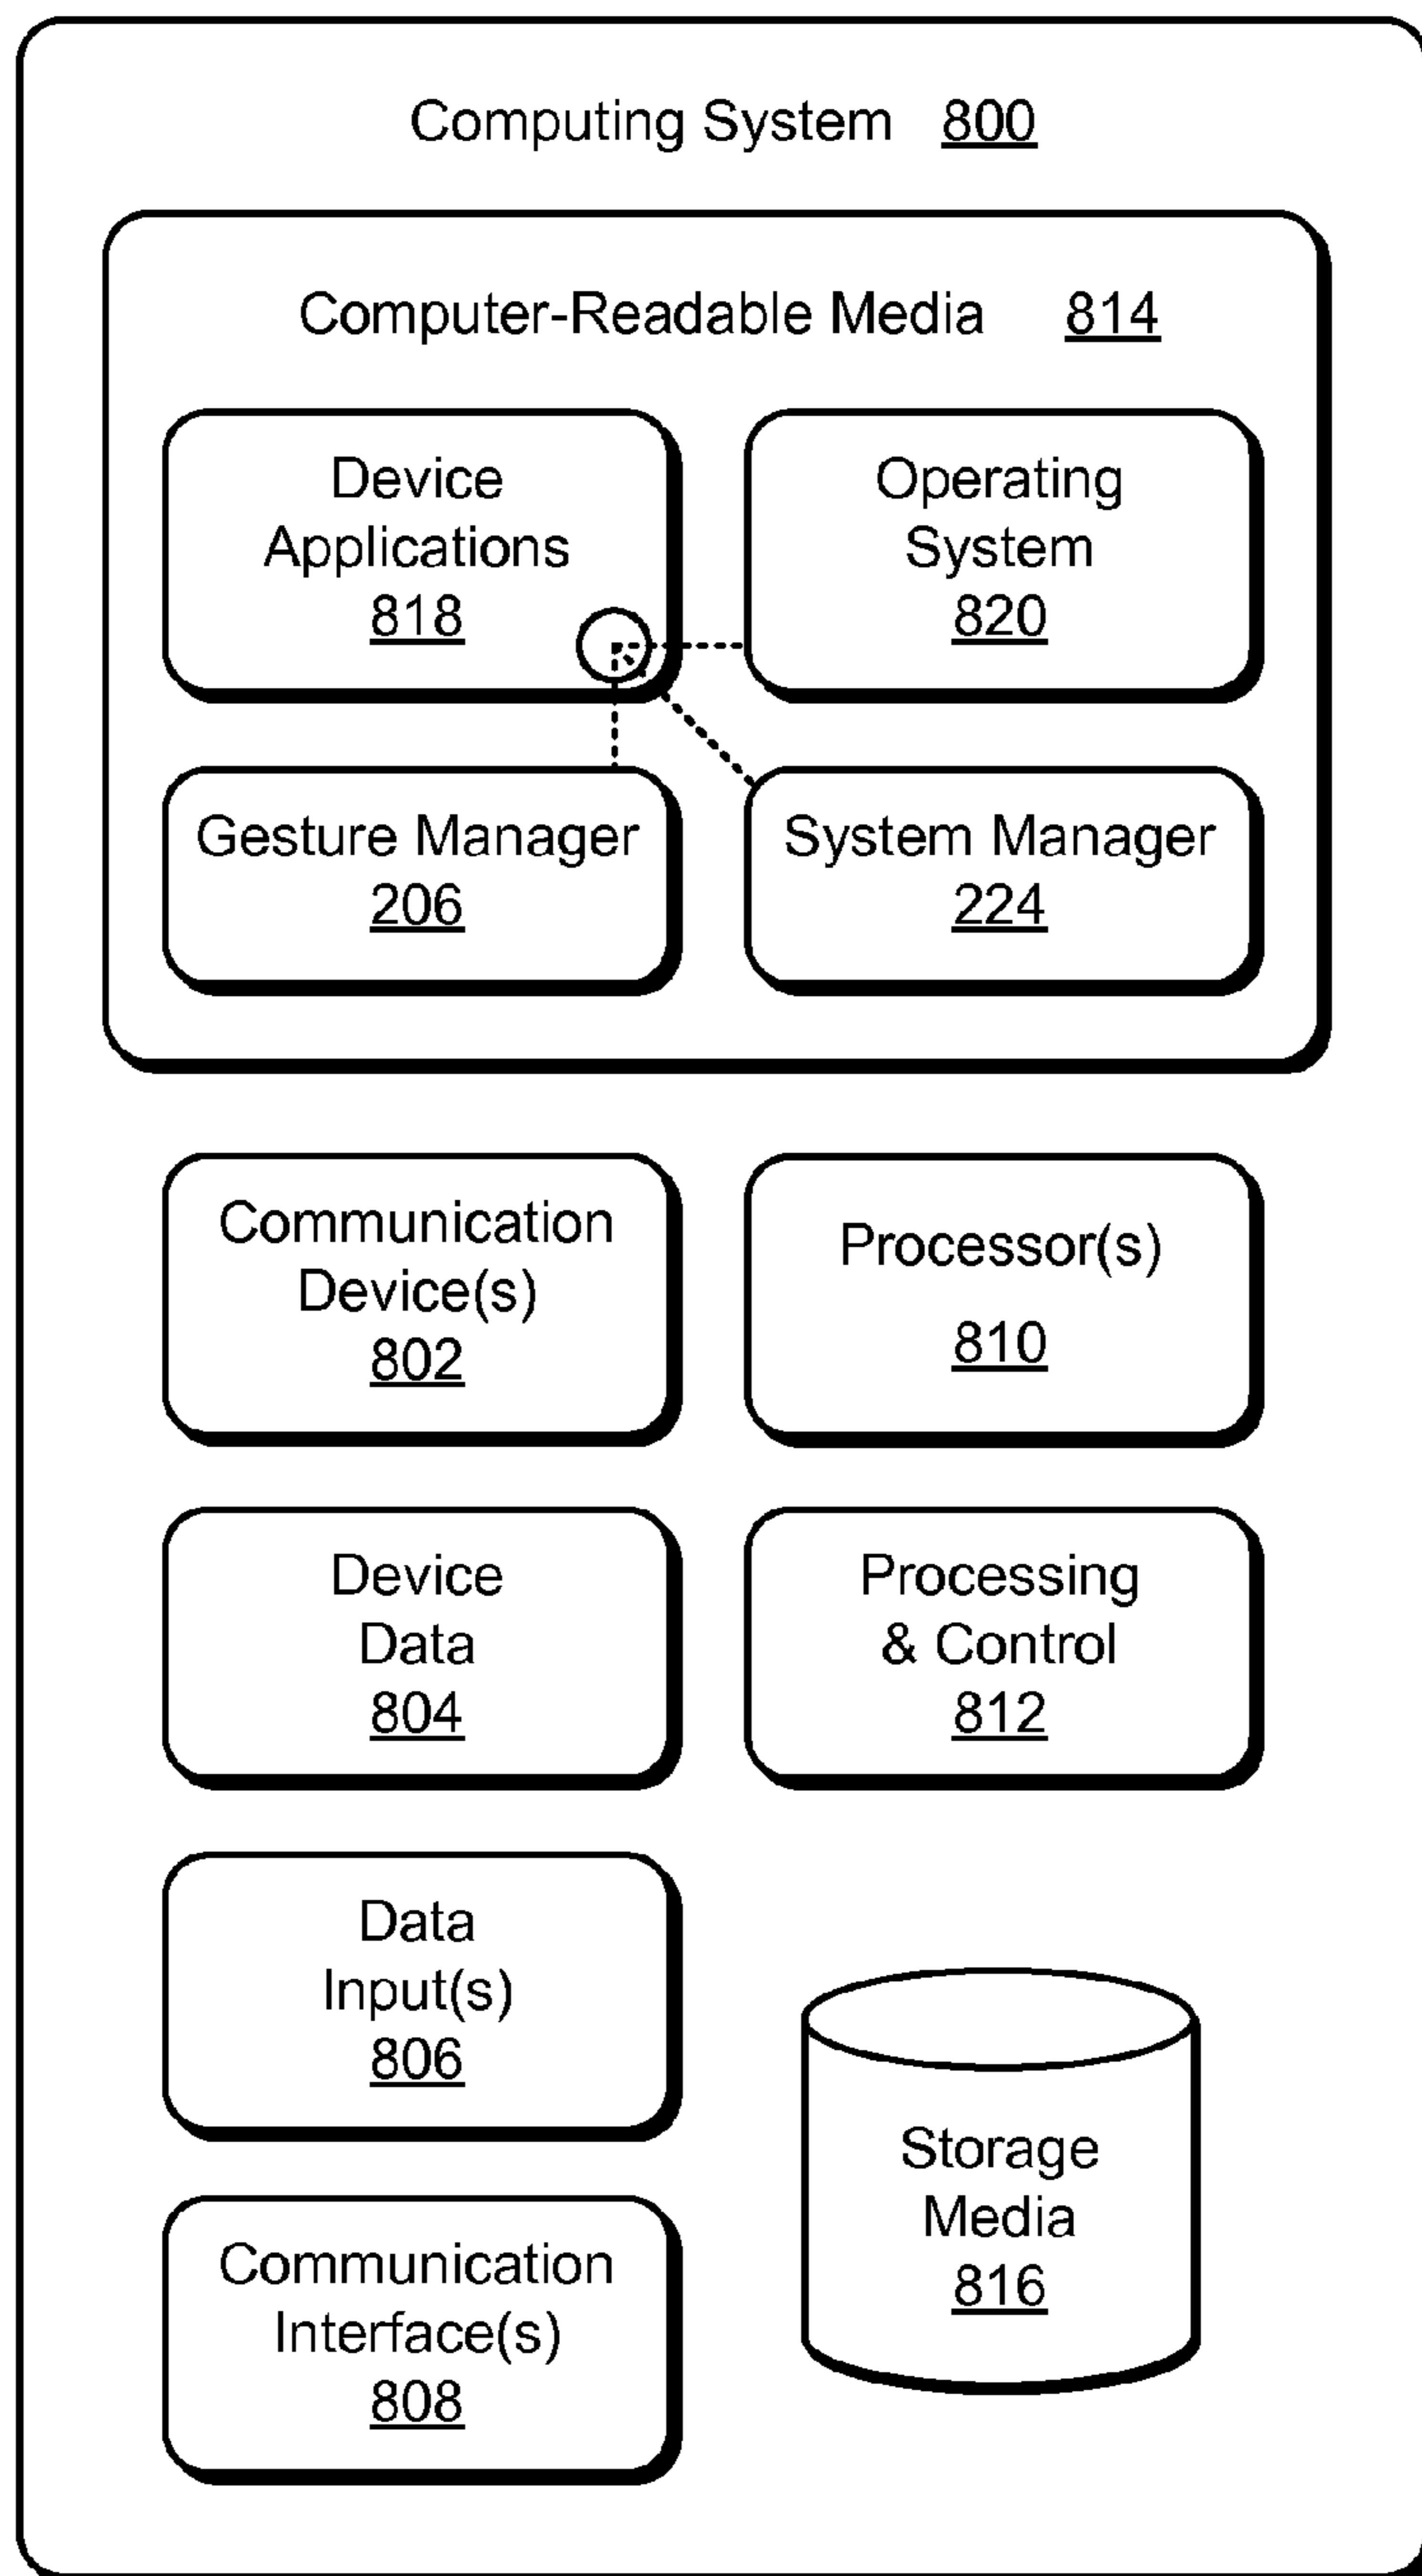 Computing System 800
Computer-Readable Media 814
Device
Applications
818
Operating
System
820
Gesture Manager
206
System Manager
224
Communication
Device(s)
802
Processor(s)
810
Device
Data
804
Processing
& Control
812
Data
Input(s)
806
Storage
Media
816
Communication
Interface(s)
808